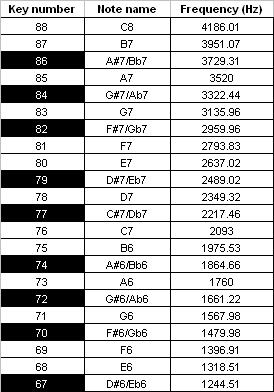 Key number Note name Frequency (Hz)
88 C8 4186.01
87 B7 3951.07
86 A#7/Bb7 3729.31
85 A7 3520
84 G#7/Ab7 3322.44
83 G7 3135.96
82 F#7/Gb7 2959.96
81 F7 2793.83
80 E7 2637.02
79 D#7/Eb7 2489.02
78 D7 2349.32
77 C#7/Db7 2217.46
76 C7 2093
75 B6 1975.53
74 A#6/Bb6 1864.66
73 A6 1760
72 G#6/Ab6 1661.22
71 G6 1567.98
70 F#6/Gb6 1479.98
69 F6 1396.91
68 E6 1318.51
67 D#6/Eb6 1244.51